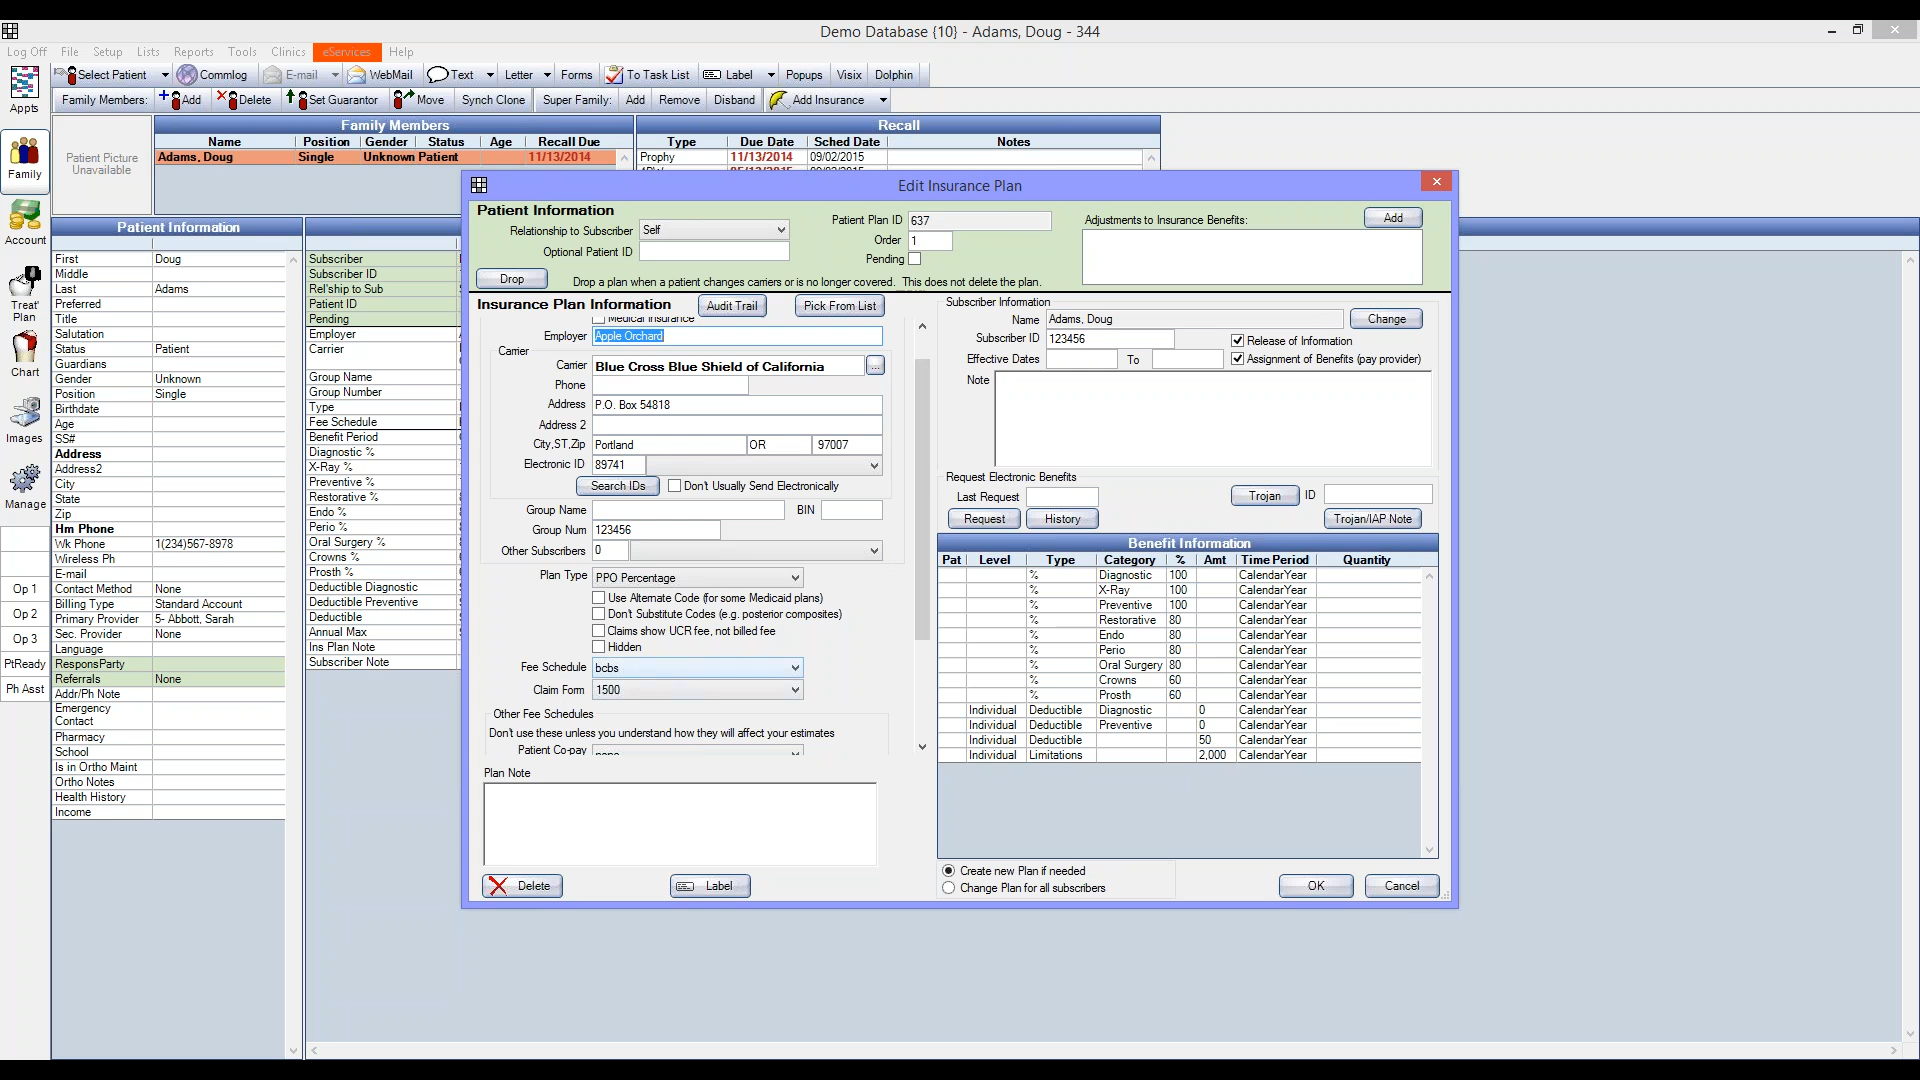 Demo Database {10} - Adams, Doug - 344
Log Off File Setup Lists Reports Tools Clinics eServices Help
Select Patient Commlog E-mail WebMail Text Letter Forms To Task List Label Popups Visix Dolphin
Family Members: Add Delete Set Guarantor Move Synch Clone Super Family: Add Remove Disband Add Insurance
Appts
Family
Account
Treat' Plan
Chart
Images
Manage
Op 1
Op 2
Op 3
PtReady
Ph Asst
Patient Picture
Unavailable
Family Members
Name Position Gender Status Age Recall Due
Adams, Doug Single Unknown Patient 11/13/2014
Recall
Type Due Date Sched Date Notes
Prophy 11/13/2014 09/02/2015
Patient Information
First Doug
Middle
Last Adams
Preferred
Title
Salutation
Status Patient
Guardians
Gender Unknown
Position Single
Birthdate
Age
SS#
Address
Address2
City
State
Zip
Hm Phone
Wk Phone 1(234)567-8978
Wireless Ph
E-mail
Contact Method None
Billing Type Standard Account
Primary Provider 5- Abbott, Sarah
Sec. Provider None
Language
ResponsParty
Referrals None
Addr/Ph Note
Emergency
Contact
Pharmacy
School
Is in Ortho Maint
Ortho Notes
Health History
Income
Subscriber
Subscriber ID
Rel'ship to Sub
Patient ID
Pending
Employer
Carrier
Group Name
Group Number
Type
Fee Schedule
Benefit Period
Diagnostic %
X-Ray %
Preventive %
Restorative %
Endo %
Perio %
Oral Surgery %
Crowns %
Prosth %
Deductible Diagnostic
Deductible Preventive
Deductible
Annual Max
Ins Plan Note
Subscriber Note
Edit Insurance Plan
Patient Information
Relationship to Subscriber Self
Optional Patient ID
Patient Plan ID 637
Order 1
Pending
Adjustments to Insurance Benefits: Add
Drop Drop a plan when a patient changes carriers or is no longer covered. This does not delete the plan.
Insurance Plan Information Audit Trail Pick From List
Medical Insurance
Employer Apple Orchard
Carrier
Carrier Blue Cross Blue Shield of California ...
Phone
Address P.O. Box 54818
Address 2
City,ST,Zip Portland OR 97007
Electronic ID 89741
Search IDs Don't Usually Send Electronically
Group Name BIN
Group Num 123456
Other Subscribers 0
Plan Type PPO Percentage
Use Alternate Code (for some Medicaid plans)
Don't Substitute Codes (e.g. posterior composites)
Claims show UCR fee, not billed fee
Hidden
Fee Schedule bcbs
Claim Form 1500
Other Fee Schedules
Don't use these unless you understand how they will affect your estimates
Patient Co-pay none
Plan Note
Delete Label
Subscriber Information
Name Adams, Doug Change
Subscriber ID 123456 Release of Information
Effective Dates To Assignment of Benefits (pay provider)
Note
Request Electronic Benefits
Last Request Trojan ID
Request History Trojan/IAP Note
Benefit Information
Pat Level Type Category % Amt Time Period Quantity
% Diagnostic 100 CalendarYear
% X-Ray 100 CalendarYear
% Preventive 100 CalendarYear
% Restorative 80 CalendarYear
% Endo 80 CalendarYear
% Perio 80 CalendarYear
% Oral Surgery 80 CalendarYear
% Crowns 60 CalendarYear
% Prosth 60 CalendarYear
Individual Deductible Diagnostic 0 CalendarYear
Individual Deductible Preventive 0 CalendarYear
Individual Deductible 50 CalendarYear
Individual Limitations 2,000 CalendarYear
Create new Plan if needed
Change Plan for all subscribers
OK Cancel